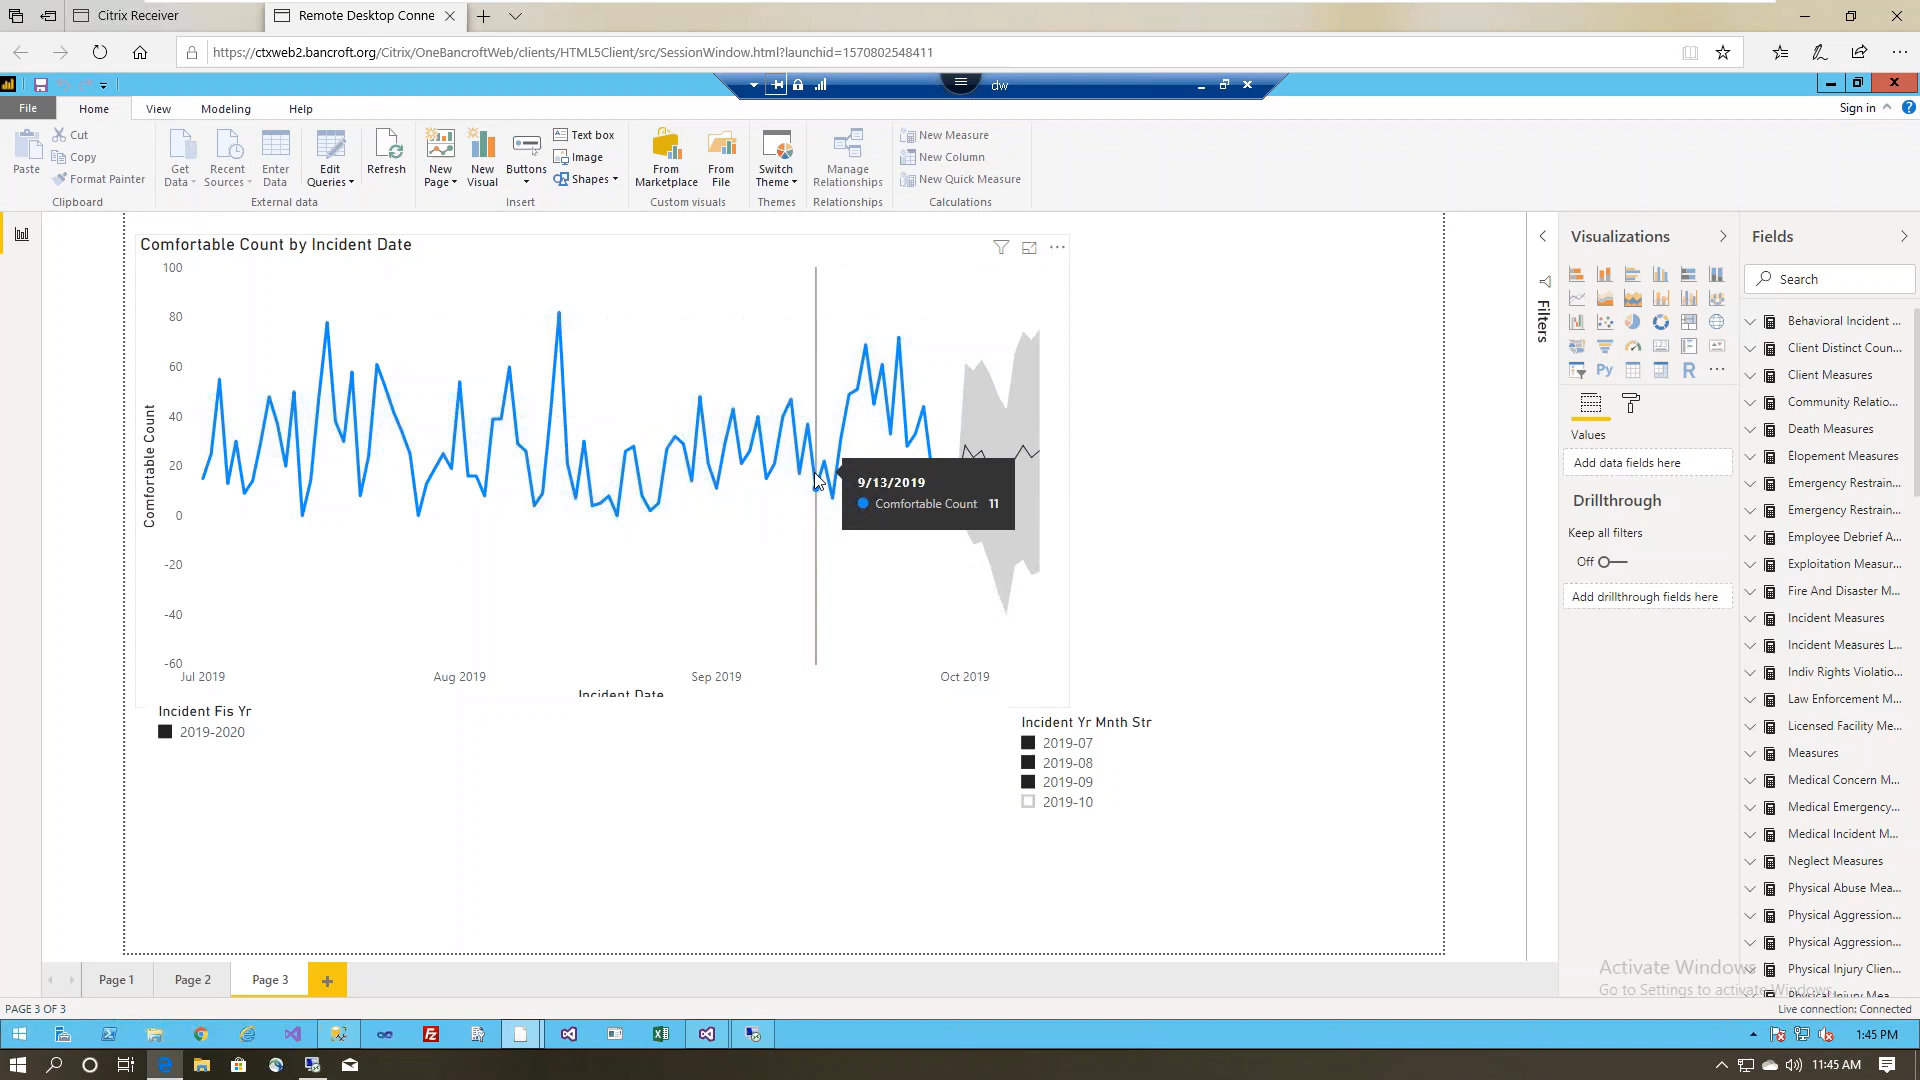 Citrix Receiver
Remote Desktop Conne
https://ctxweb2.bancroft.org/Citrix/OneBancroftWeb/clients/HTML5Client/src/SessionWindow.html?launchid=1570802548411
dw
File
Home
View
Modeling
Help
Sign in
Paste
Cut
Copy
Format Painter
Clipboard
Get Data
Recent Sources
Enter Data
Edit Queries
Refresh
External data
New Page
New Visual
Buttons
Text box
Image
Shapes
Insert
From Marketplace
From File
Custom visuals
Switch Theme
Themes
Manage Relationships
Relationships
New Measure
New Column
New Quick Measure
Calculations
Comfortable Count by Incident Date
100
80
60
40
20
0
-20
-40
-60
Comfortable Count
Jul 2019
Aug 2019
Sep 2019
Oct 2019
Incident Date
9/13/2019
Comfortable Count 11
Incident Fis Yr
2019-2020
Incident Yr Mnth Str
2019-07
2019-08
2019-09
2019-10
Filters
Visualizations
Py
R
Values
Add data fields here
Drillthrough
Keep all filters
Off
Add drillthrough fields here
Fields
Search
Behavioral Incident ...
Client Distinct Coun...
Client Measures
Community Relatio...
Death Measures
Elopement Measures
Emergency Restrain...
Emergency Restrain...
Employee Debrief A...
Exploitation Measur...
Fire And Disaster M...
Incident Measures
Incident Measures L...
Indiv Rights Violatio...
Law Enforcement M...
Licensed Facility Me...
Measures
Medical Concern M...
Medical Emergency...
Medical Incident M...
Neglect Measures
Physical Abuse Mea...
Physical Aggression...
Physical Aggression...
Physical Injury Clien...
Physical Injury Mea...
Activate Windows
Go to Settings to activate Windows.
Page 1
Page 2
Page 3
PAGE 3 OF 3
Live connection: Connected
1:45 PM
11:45 AM